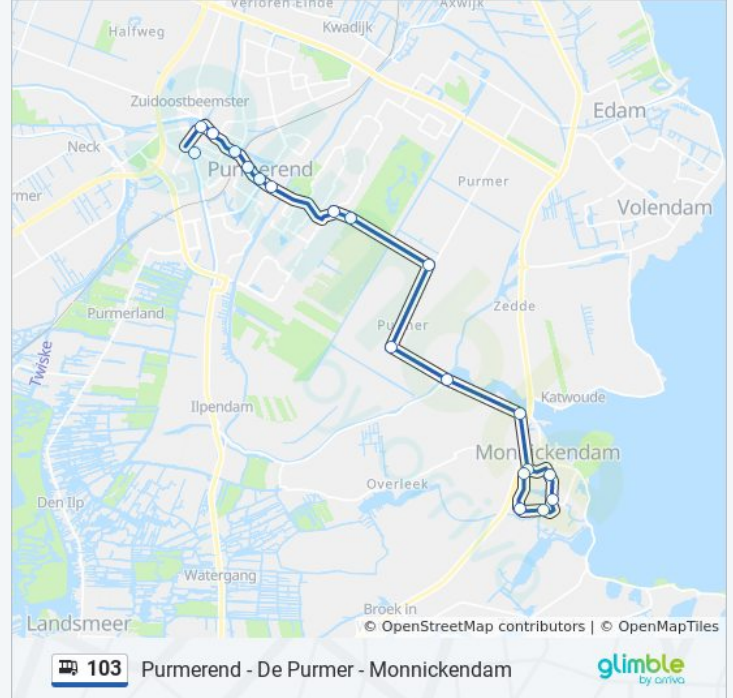 Verloren Einde
Axwijk
Kwadijk
Halfweg
Zuidoostbeemster
Edam
Neck
Purmerend
Purmer
rmer
Volendam
Zedde
Purmerland
Purmer
Twiske
Katwoude
Ilpendam
Monnickendam
Overleek
Den Ilp
Watergang
Broek in
Landsmeer
© OpenStreetMap contributors | © OpenMapTiles
103 Purmerend - De Purmer - Monnickendam
glimble
by arriva